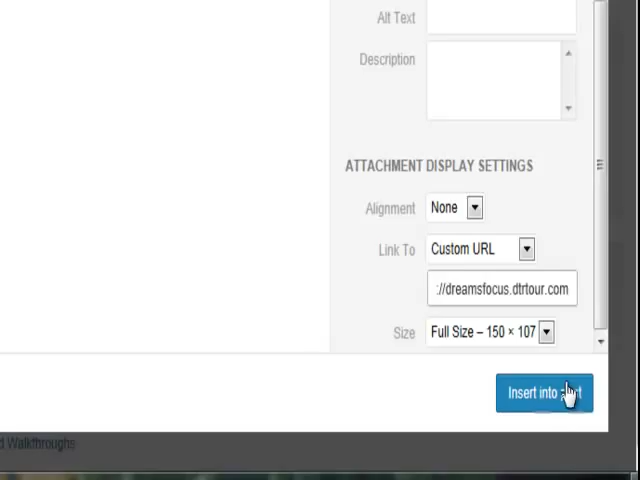 Alt Text
Description
ATTACHMENT DISPLAY SETTINGS
Alignment None
Link To Custom URL
://dreamsfocus.dtrtour.com
Size Full Size – 150 × 107
Insert into
d Walkthroughs